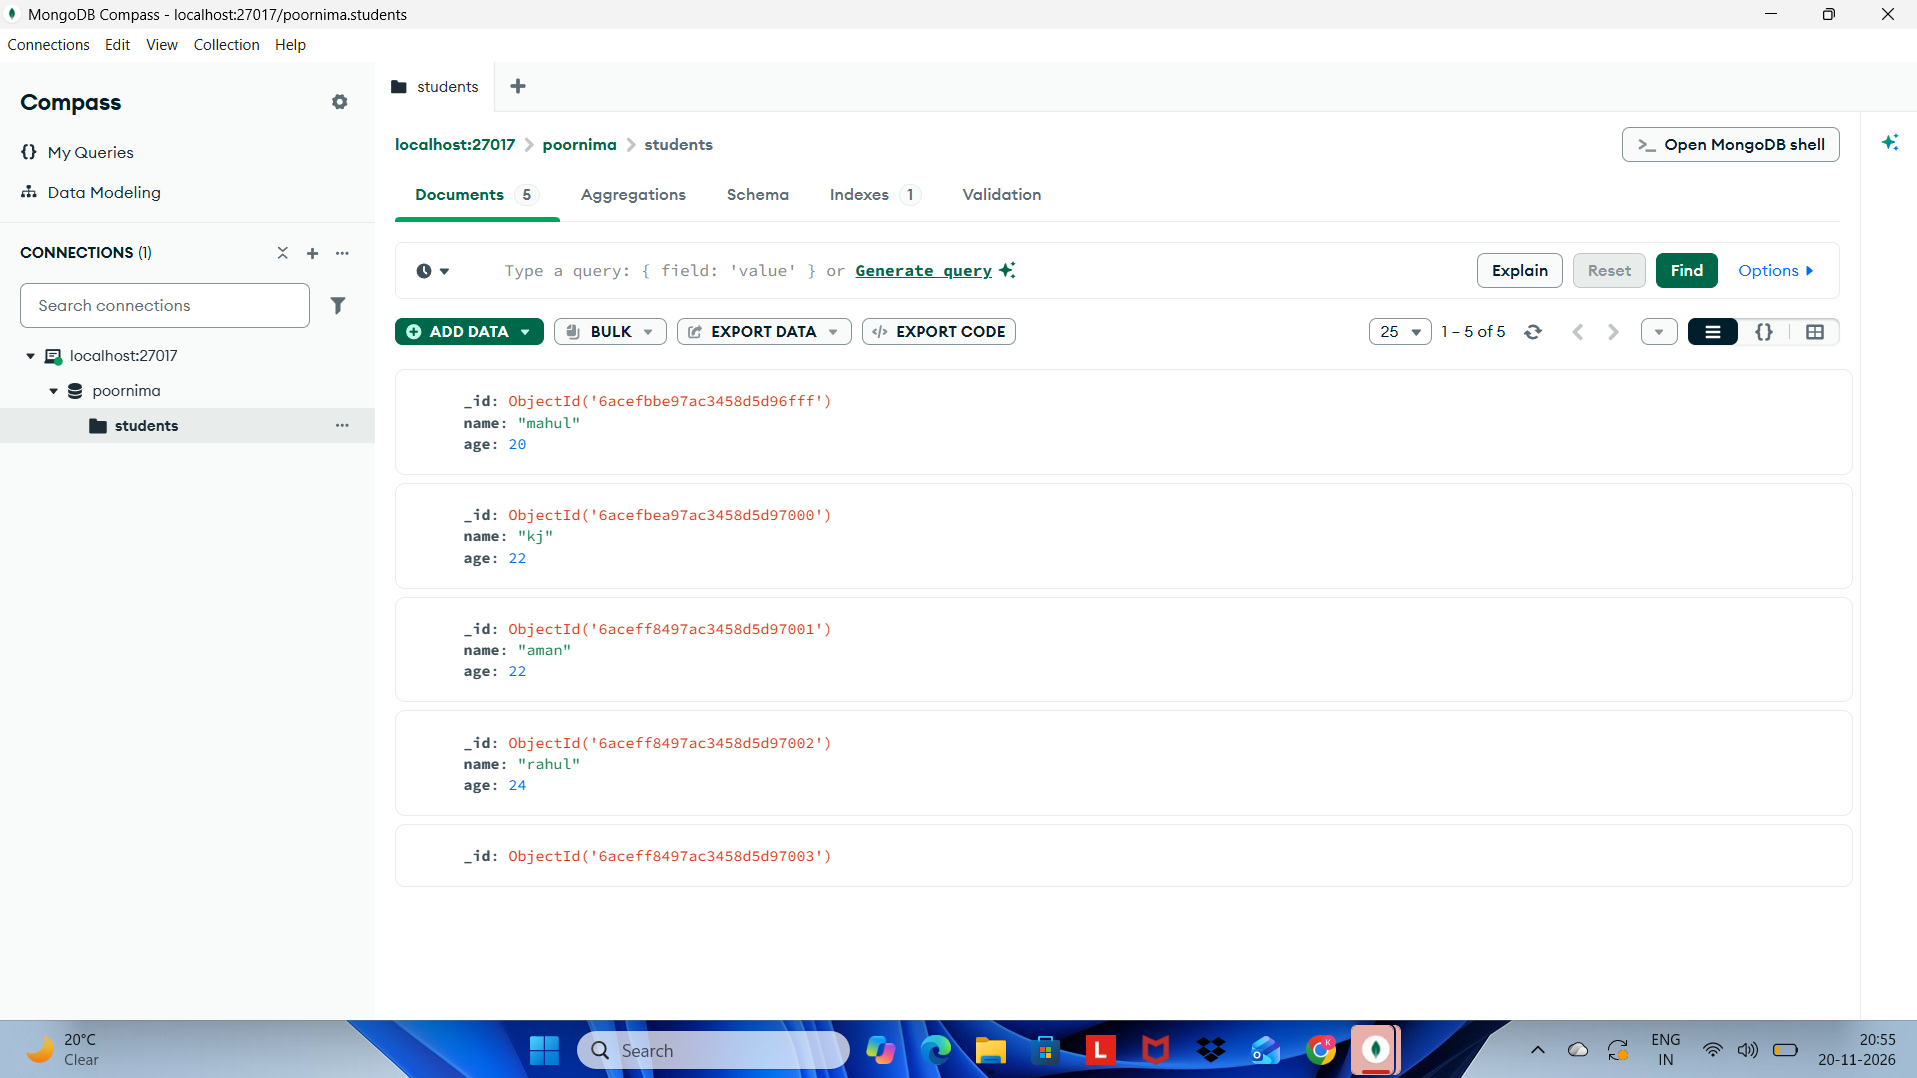 MongoDB Compass - localhost:27017/poornima.students
Connections Edit View Collection Help
Compass
My Queries
Data Modeling
CONNECTIONS (1)
Search connections
localhost:27017
poornima
students
students
localhost:27017 poornima students
Open MongoDB shell
Documents 5 Aggregations Schema Indexes 1 Validation
Type a query: { field: 'value' } or Generate query
Explain Reset Find Options
ADD DATA BULK EXPORT DATA EXPORT CODE
25 1 – 5 of 5
_id: ObjectId('6acefbbe97ac3458d5d96fff')
name: "mahul"
age: 20
_id: ObjectId('6acefbea97ac3458d5d97000')
name: "kj"
age: 22
_id: ObjectId('6aceff8497ac3458d5d97001')
name: "aman"
age: 22
_id: ObjectId('6aceff8497ac3458d5d97002')
name: "rahul"
age: 24
_id: ObjectId('6aceff8497ac3458d5d97003')
20°C
Clear
Search
L
K
ENG
IN
20:55
20-11-2026